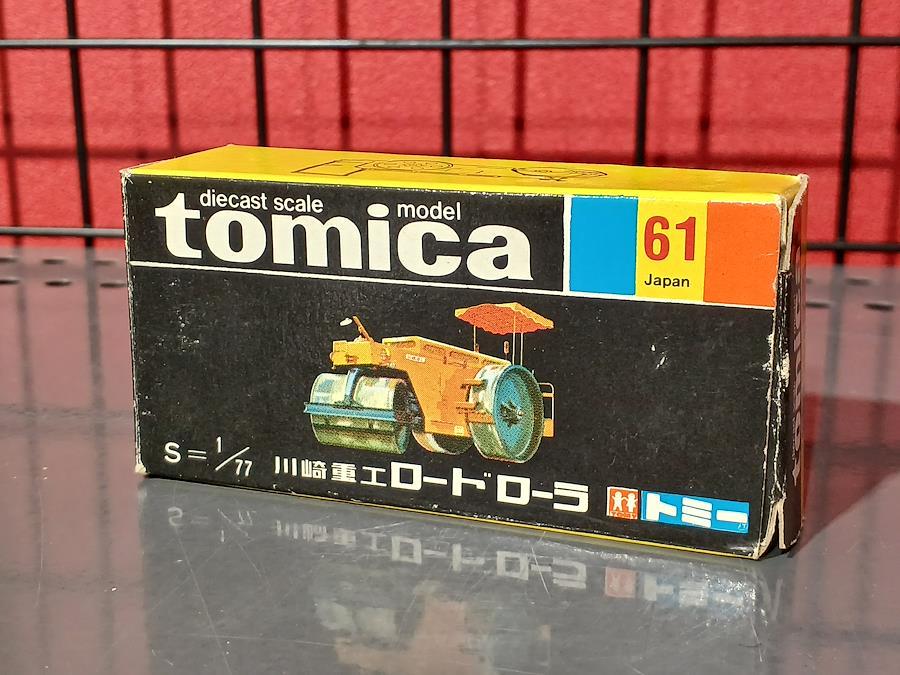 diecast scale model
tomica
61
Japan
S=1/77
川崎重工ロードローラ
トミー